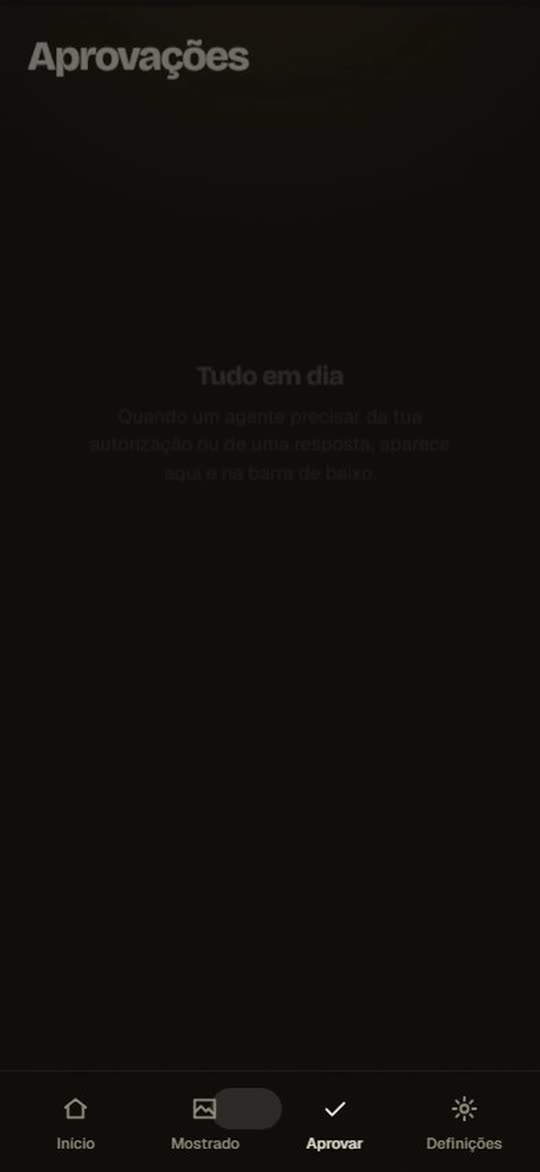 Aprovações
Tudo em dia
Quando um agente precisar da tua
autorização ou de uma resposta, aparece
aqui e na barra de baixo.
Início
Mostrado
Aprovar
Definições